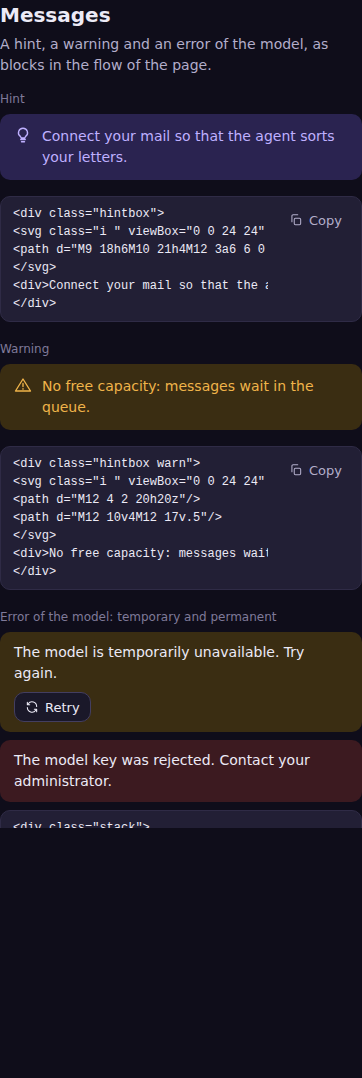 Messages
A hint, a warning and an error of the model, as
blocks in the flow of the page.
Hint
Connect your mail so that the agent sorts
your letters.
<div class="hintbox">
Copy
<svg class="i " viewBox="0 0 24 24"
<path d="M9 18h6M10 21h4M12 3a6 6 0
</svg>
<div>Connect your mail so that the a
</div>
Warning
No free capacity: messages wait in the
queue.
<div class="hintbox warn">
Copy
<svg class="i " viewBox="0 0 24 24"
<path d="M12 4 2 20h20z"/>
<path d="M12 10v4M12 17v.5"/>
</svg>
<div>No free capacity: messages wait
</div>
Error of the model: temporary and permanent
The model is temporarily unavailable. Try
again.
Retry
The model key was rejected. Contact your
administrator.
<div class="stack">